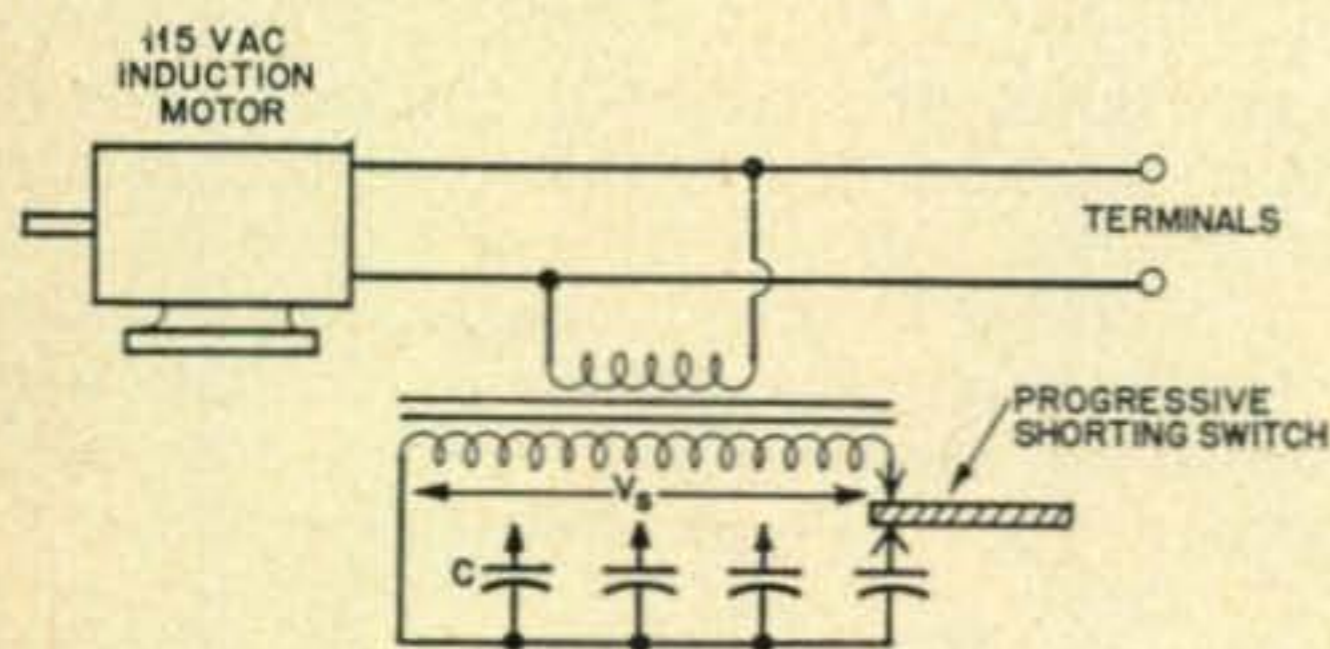 115 VAC
INDUCTION
MOTOR
TERMINALS
PROGRESSIVE
SHORTING SWITCH
Vs
C